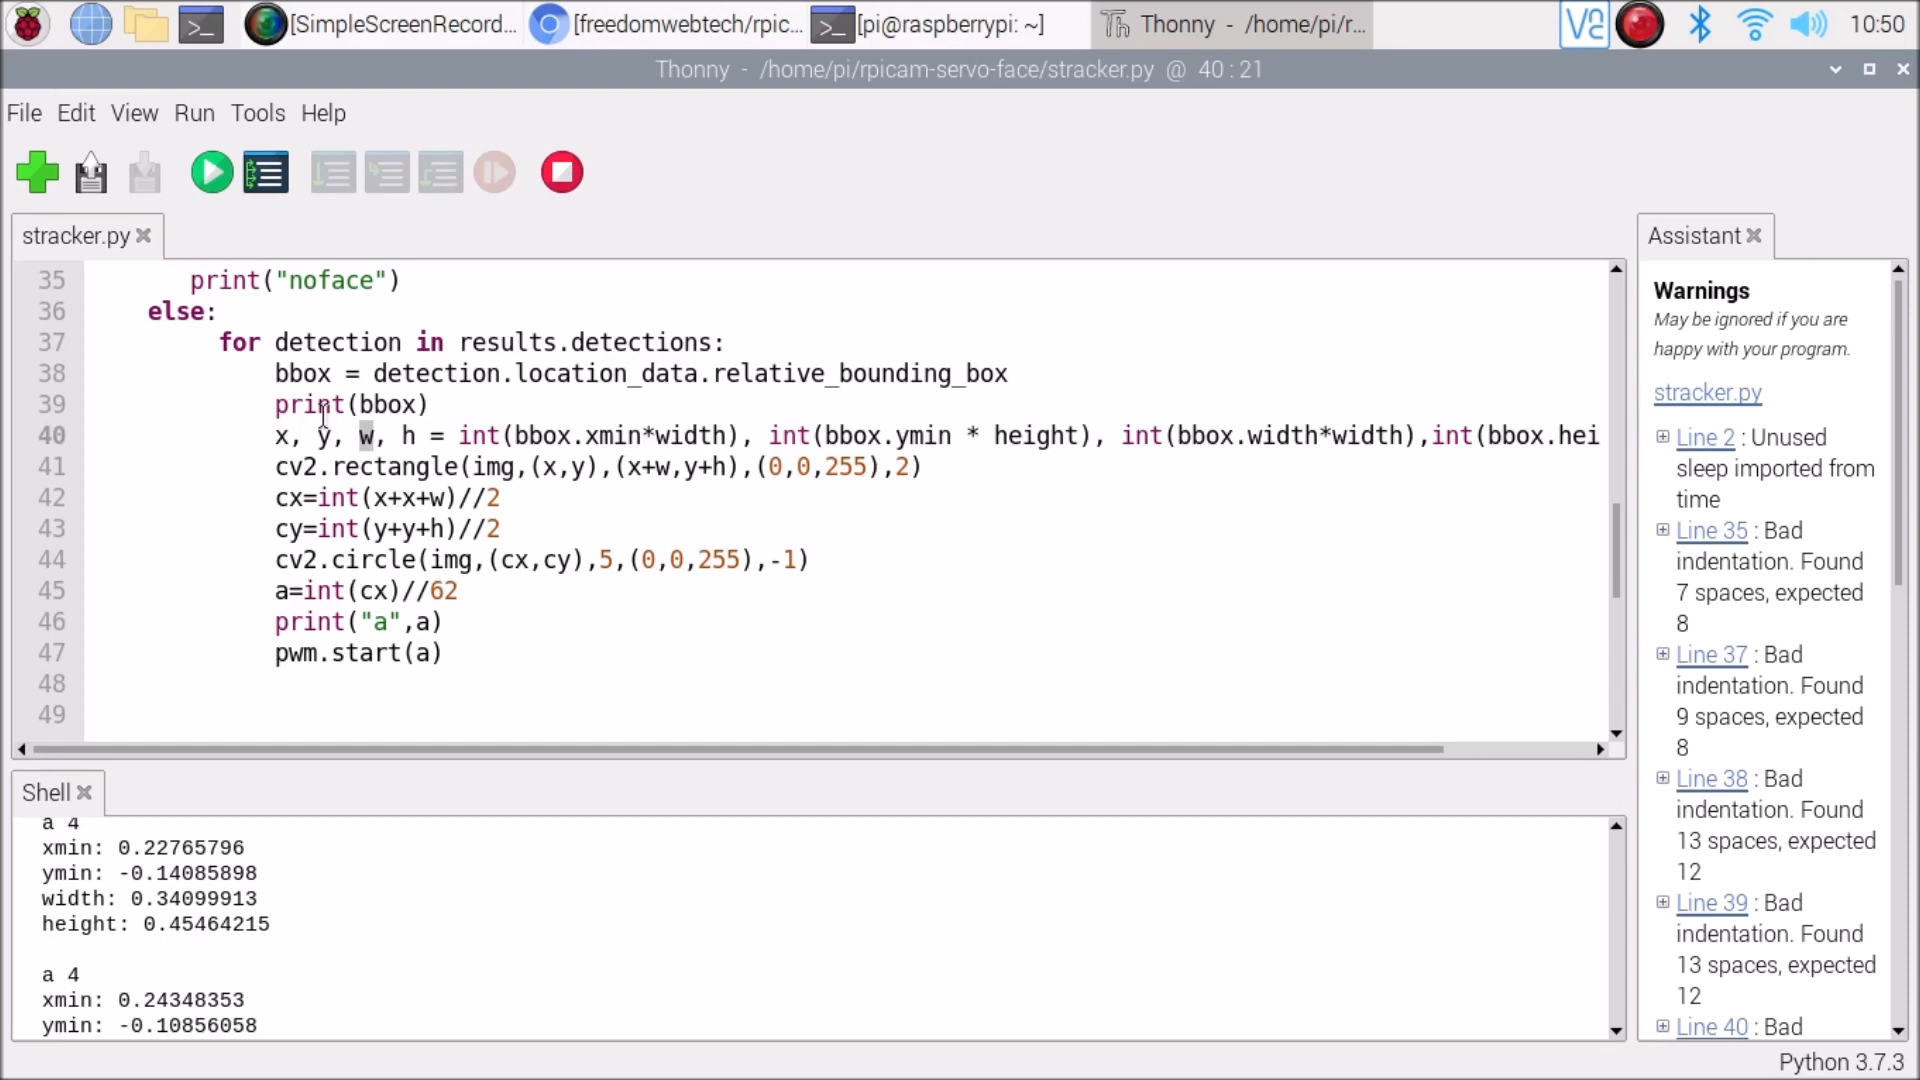 [SimpleScreenRecord... [freedomwebtech/rpic... [pi@raspberrypi: ~] Thonny - /home/pi/r... 10:50
Thonny - /home/pi/rpicam-servo-face/stracker.py @ 40 : 21
File Edit View Run Tools Help
stracker.py
35 print("noface")
36 else:
37 for detection in results.detections:
38 bbox = detection.location_data.relative_bounding_box
39 print(bbox)
40 x, y, w, h = int(bbox.xmin*width), int(bbox.ymin * height), int(bbox.width*width),int(bbox.hei
41 cv2.rectangle(img,(x,y),(x+w,y+h),(0,0,255),2)
42 cx=int(x+x+w)//2
43 cy=int(y+y+h)//2
44 cv2.circle(img,(cx,cy),5,(0,0,255),-1)
45 a=int(cx)//62
46 print("a",a)
47 pwm.start(a)
48
49
Shell
a 4
xmin: 0.22765796
ymin: -0.14085898
width: 0.34099913
height: 0.45464215
a 4
xmin: 0.24348353
ymin: -0.10856058
Assistant
Warnings
May be ignored if you are
happy with your program.
stracker.py
Line 2 : Unused
sleep imported from
time
Line 35 : Bad
indentation. Found
7 spaces, expected
8
Line 37 : Bad
indentation. Found
9 spaces, expected
8
Line 38 : Bad
indentation. Found
13 spaces, expected
12
Line 39 : Bad
indentation. Found
13 spaces, expected
12
Line 40 : Bad
Python 3.7.3